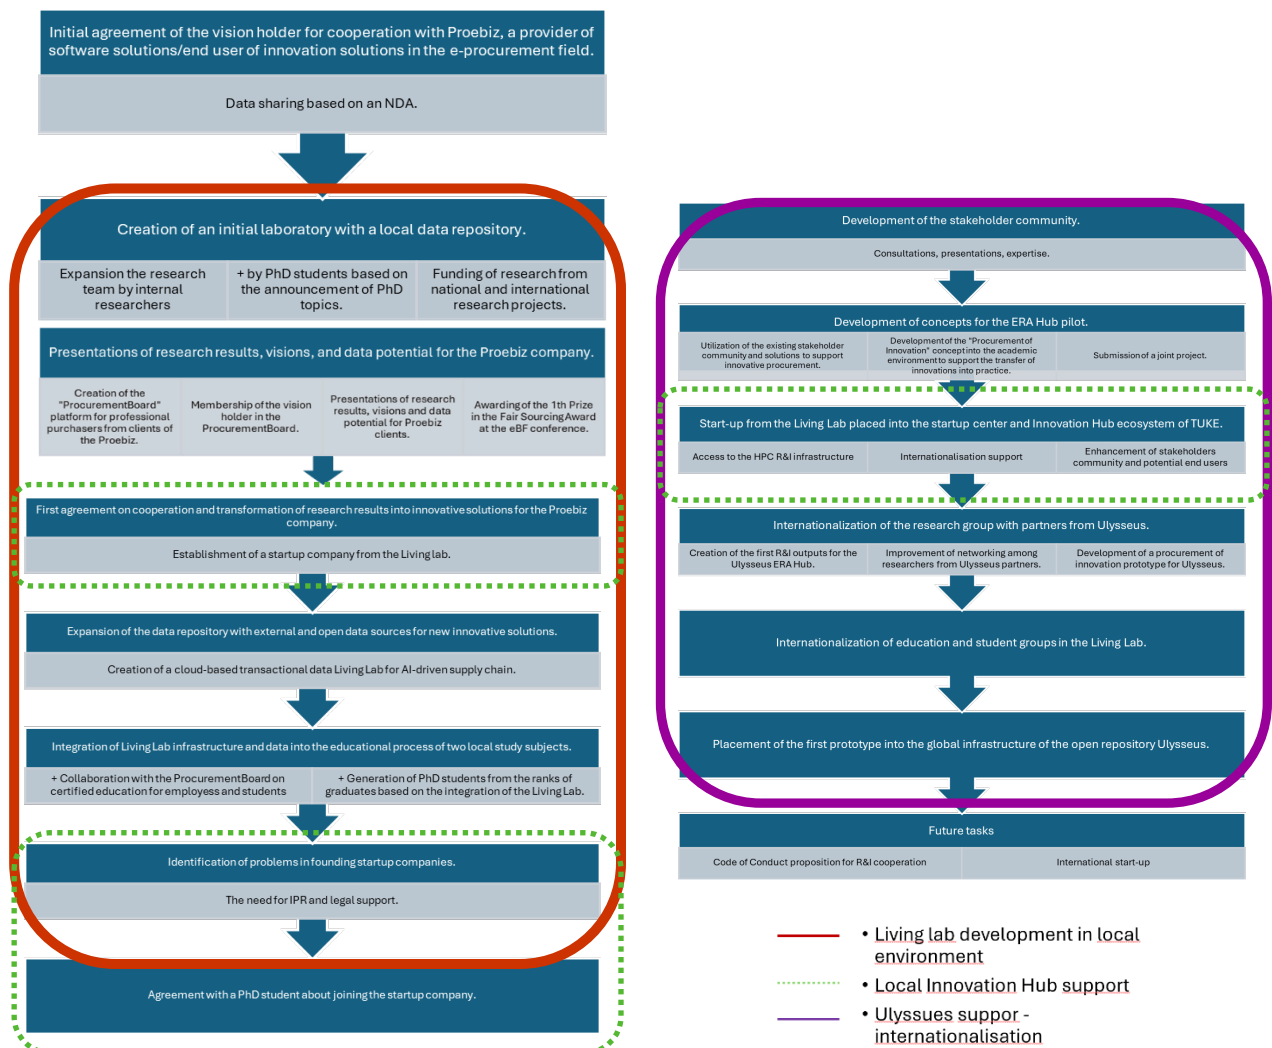 Initial agreement of the vision holder for cooperation with Proebiz, a provider of
software solutions/end user of innovation solutions in the e-procurement field.
Data sharing based on an NDA.
Creation of an initial laboratory with a local data repository.
Expansion the research
team by internal
researchers
+ by PhD students based on
the announcement of PhD
topics.
Funding of research from
national and international
research projects.
Presentations of research results, visions, and data potential for the Proebiz company.
Creation of the
"ProcurementBoard"
platform for professional
purchasers from clients of
the Proebiz.
Membership of the vision
holder in the
ProcurementBoard.
Presentations of research
results, visions and data
potential for Proebiz
clients.
Awarding of the 1th Prize
in the Fair Sourcing Award
at the eBF conference.
First agreement on cooperation and transformation of research results into innovative solutions for the Proebiz
company.
Establishment of a startup company from the Living lab.
Expansion of the data repository with external and open data sources for new innovative solutions.
Creation of a cloud-based transactional data Living Lab for AI-driven supply chain.
Integration of Living Lab infrastructure and data into the educational process of two local study subjects.
+ Collaboration with the ProcurementBoard on
certified education for employess and students
+ Generation of PhD students from the ranks of
graduates based on the integration of the Living Lab.
Identification of problems in founding startup companies.
The need for IPR and legal support.
Agreement with a PhD student about joining the startup company.
Development of the stakeholder community.
Consultations, presentations, expertise.
Development of concepts for the ERA Hub pilot.
Utilization of the existing stakeholder
community and solutions to support
innovative procurement.
Development of the "Procurement of
Innovation" concept into the academic
environment to support the transfer of
innovations into practice.
Submission of a joint project.
Start-up from the Living Lab placed into the startup center and Innovation Hub ecosystem of TUKE.
Access to the HPC R&I infrastructure
Internationalisation support
Enhancement of stakeholders
community and potential end users
Internationalization of the research group with partners from Ulysseus.
Creation of the first R&I outputs for the
Ulysseus ERA Hub.
Improvement of networking among
researchers from Ulysseus partners.
Development of a procurement of
innovation prototype for Ulysseus.
Internationalization of education and student groups in the Living Lab.
Placement of the first prototype into the global infrastructure of the open repository Ulysseus.
Future tasks
Code of Conduct proposition for R&I cooperation
International start-up
• Living lab development in local
environment
• Local Innovation Hub support
• Ulyssues suppor -
internationalisation